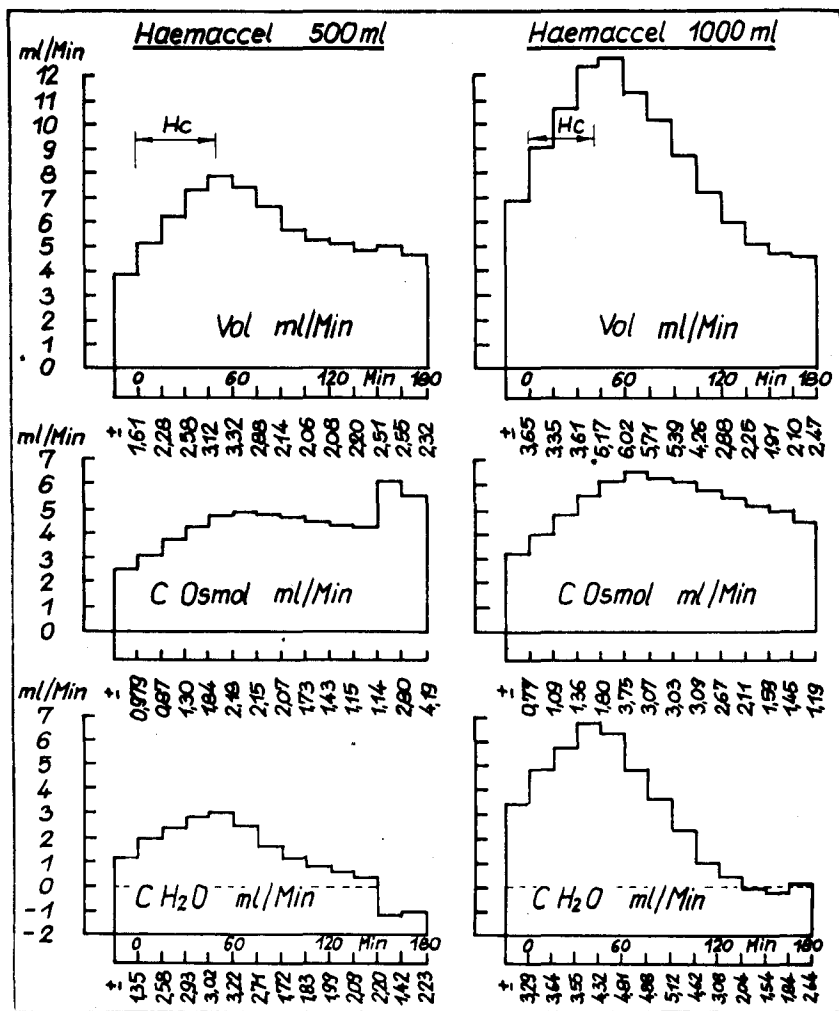 Haemaccel 500 ml
Haemaccel 1000 ml
ml/Min
12
11
10
9
8
7
6
5
4
3
2
1
0
Hc
Hc
Vol ml/Min
Vol ml/Min
0 60 120 Min 180
0 60 120 Min 180
± 1,61 2,28 2,58 3,12 3,32 2,88 2,14 2,06 2,08 2,20 2,51 2,55 2,32
± 3,65 3,35 3,61 5,17 6,02 5,71 5,39 4,26 2,88 2,25 1,91 2,10 2,47
ml/Min
7
6
5
4
3
2
1
0
C Osmol ml/Min
C Osmol ml/Min
± 0,979 0,87 1,30 1,84 2,19 2,15 2,07 1,73 1,43 1,15 1,14 2,80 4,19
± 0,77 1,09 1,36 1,80 3,75 3,07 3,03 3,09 2,67 2,11 1,59 1,45 1,19
ml/Min
7
6
5
4
3
2
1
0
-1
-2
C H₂O ml/Min
C H₂O ml/Min
0 60 120 Min 180
0 60 120 Min 180
± 1,35 2,58 2,93 3,02 3,22 2,71 1,72 1,83 1,99 2,09 2,20 1,42 2,23
± 3,29 3,64 3,55 4,32 4,91 4,88 5,12 4,62 3,08 2,04 1,54 1,84 2,64